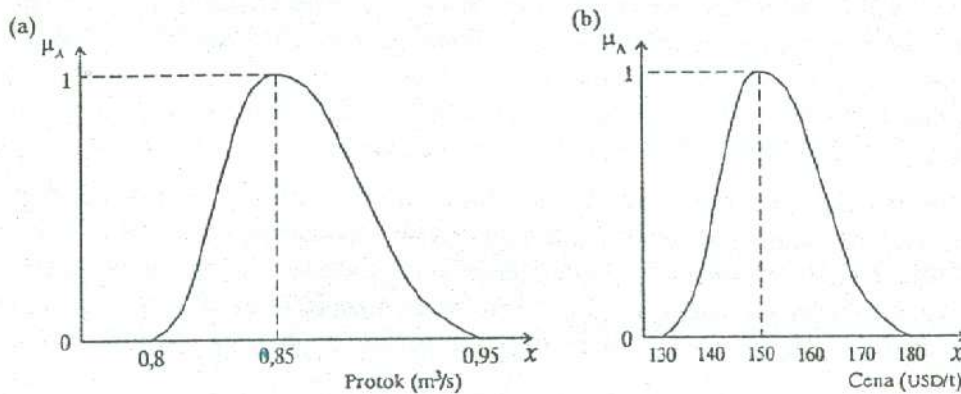 (a)
μA
1
0
0,8 0,85 0,95 x
Protok (m³/s)
(b)
μA
1
0
130 140 150 160 170 180 x
Cena (USD/t)